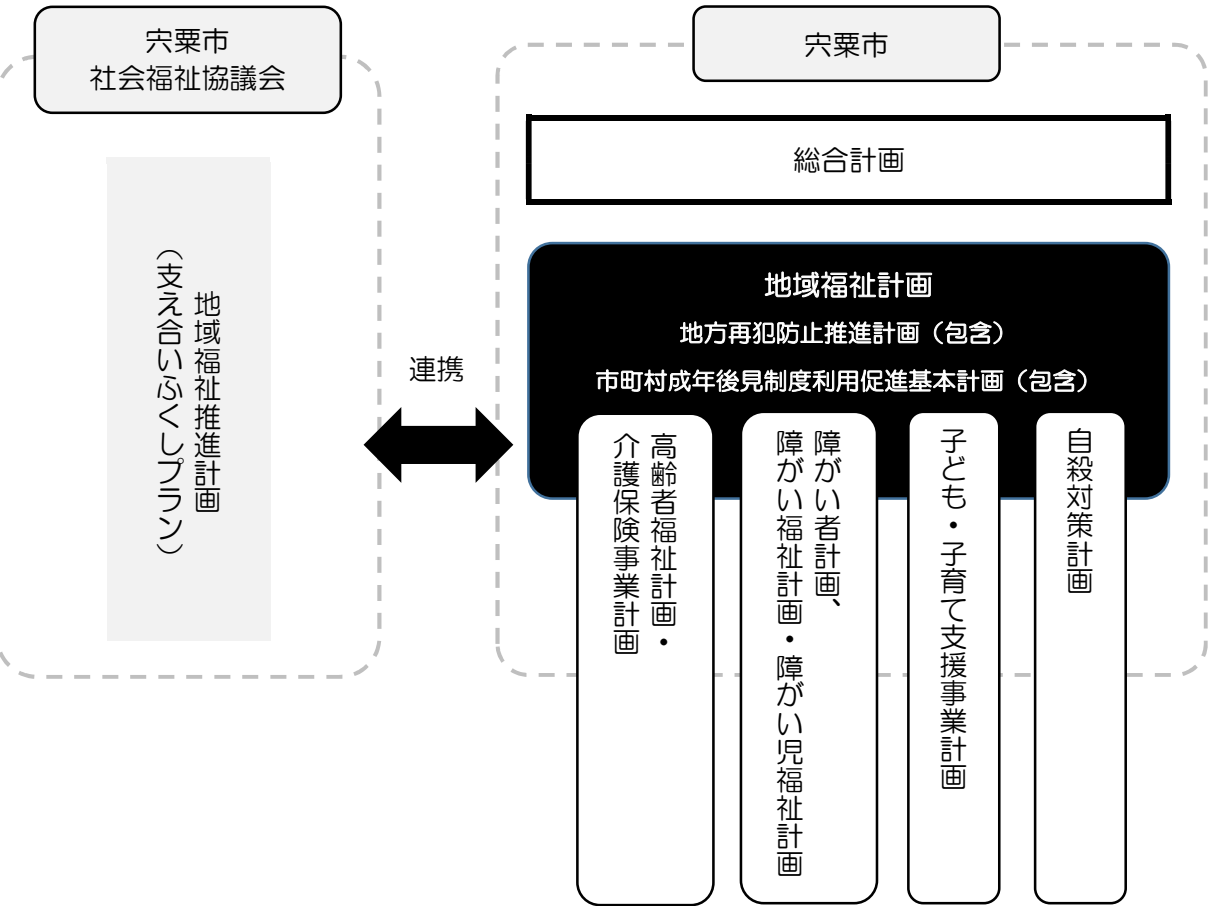 宍粟市
社会福祉協議会
地域福祉推進計画
（支え合いふくしプラン）
連携
宍粟市
総合計画
地域福祉計画
地方再犯防止推進計画（包含）
市町村成年後見制度利用促進基本計画（包含）
高齢者福祉計画・
介護保険事業計画
障がい者計画、
障がい福祉計画・障がい児福祉計画
子ども・子育て支援事業計画
自殺対策計画